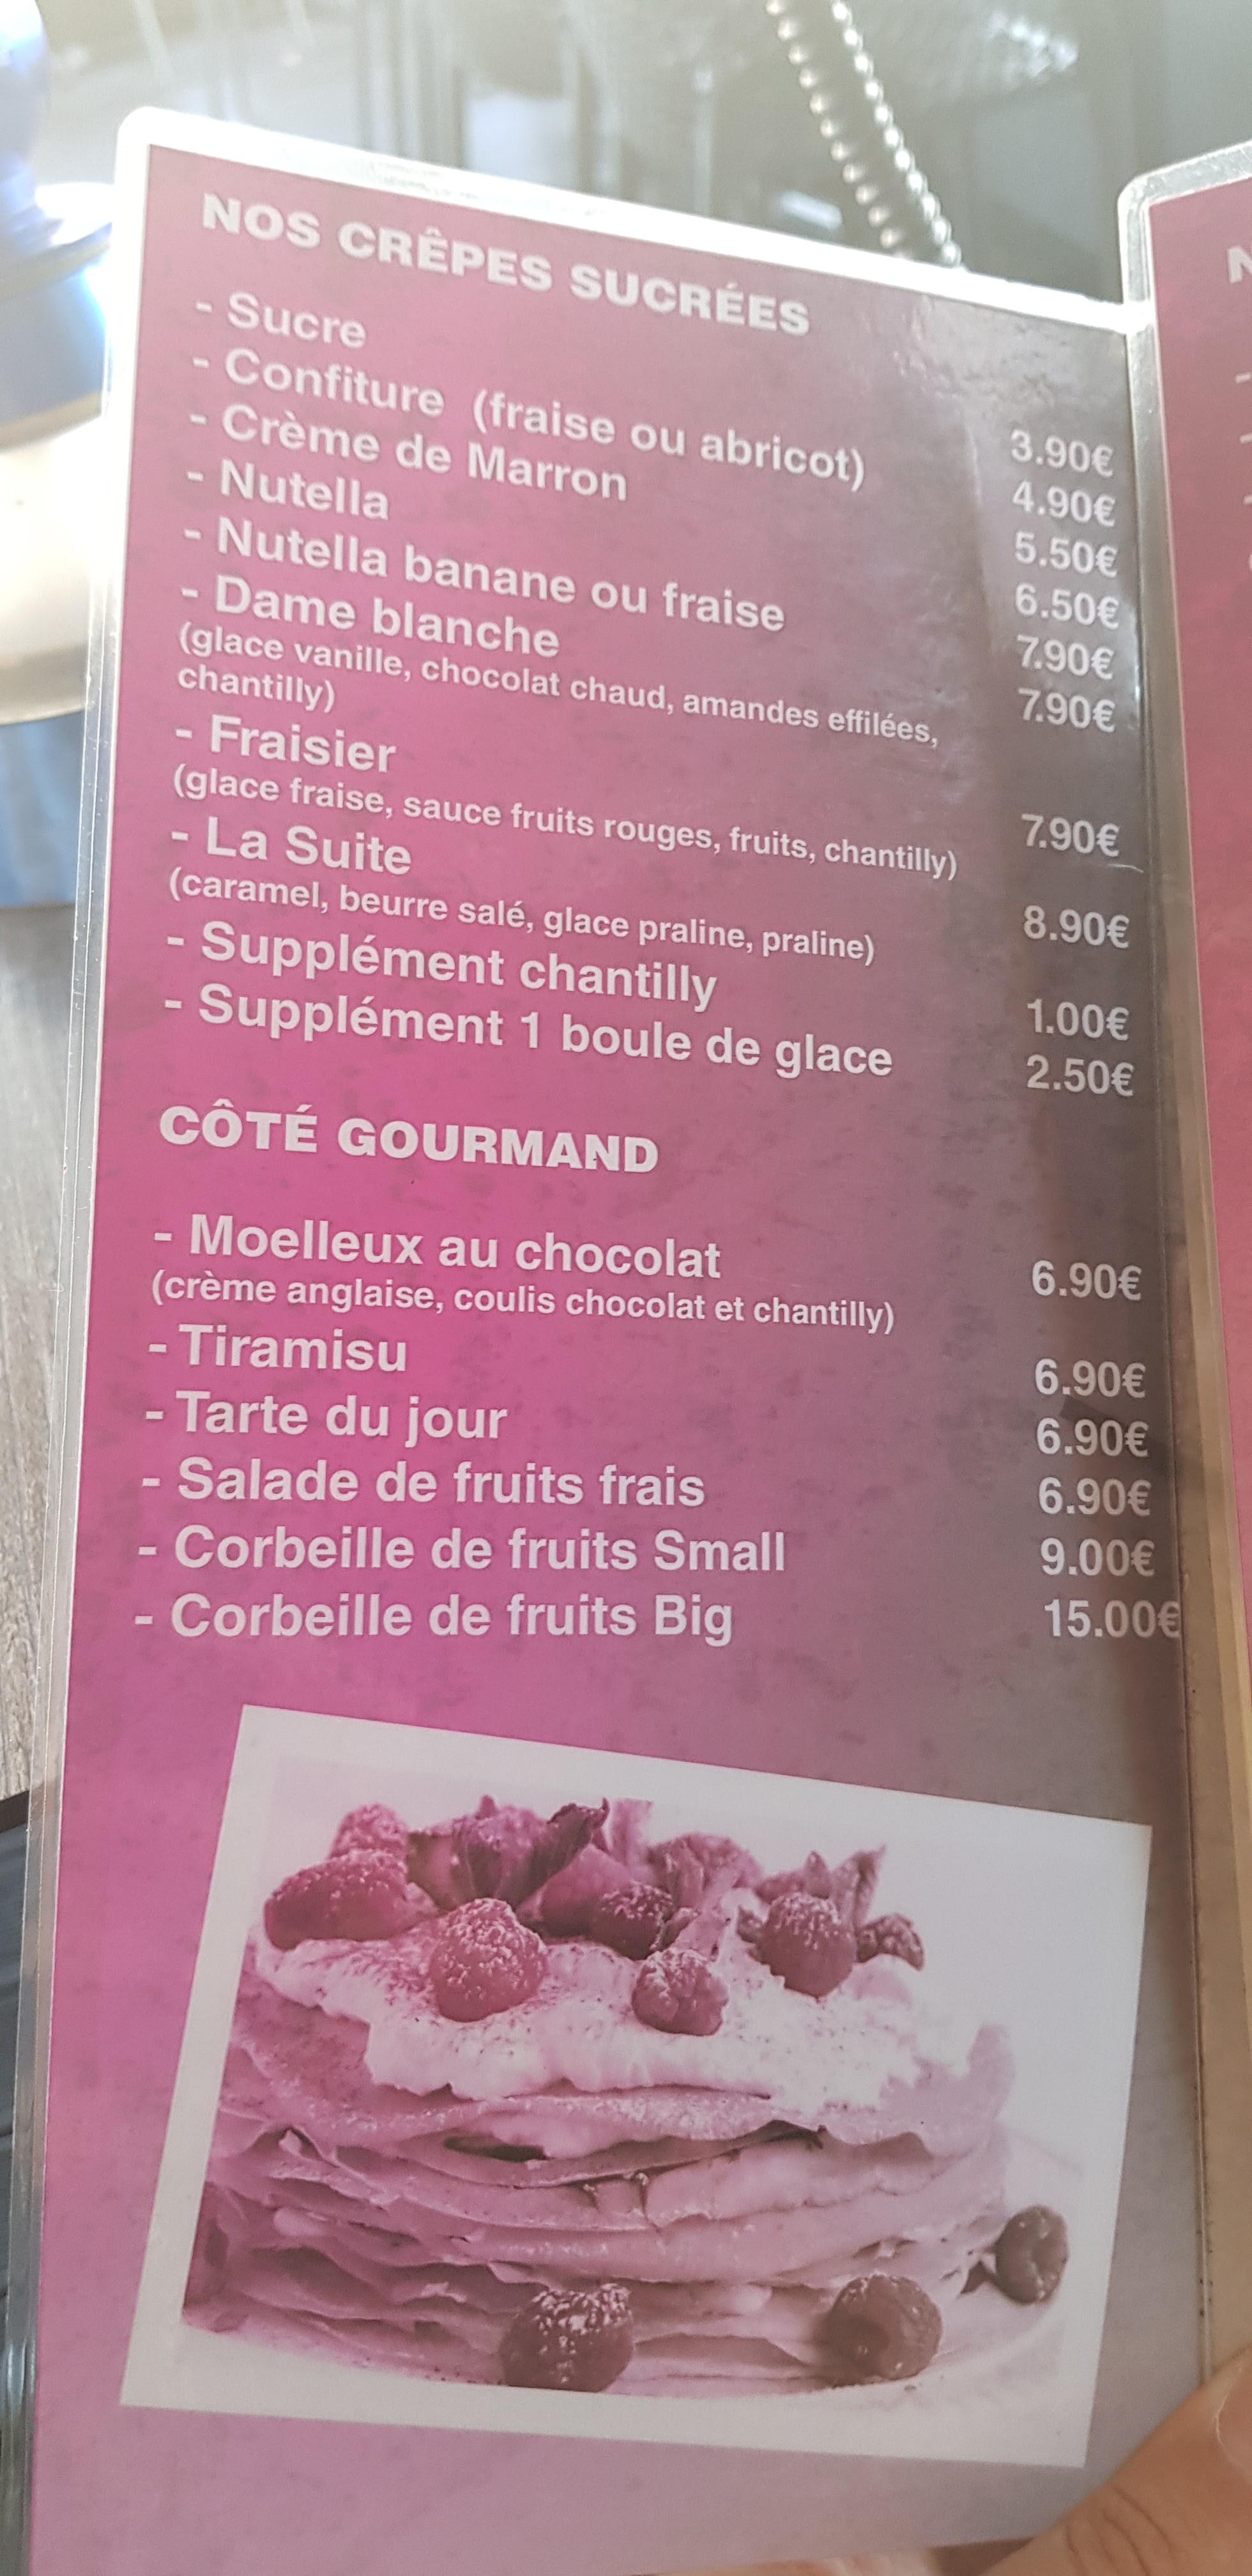 NOS CRÊPES SUCRÉES
- Sucre 3.90€
- Confiture (fraise ou abricot) 4.90€
- Crème de Marron 5.50€
- Nutella 6.50€
- Nutella banane ou fraise 7.90€
- Dame blanche 7.90€
(glace vanille, chocolat chaud, amandes effilées,
chantilly)
- Fraisier 7.90€
(glace fraise, sauce fruits rouges, fruits, chantilly)
- La Suite 8.90€
(caramel, beurre salé, glace praline, praline)
- Supplément chantilly 1.00€
- Supplément 1 boule de glace 2.50€
CÔTÉ GOURMAND
- Moelleux au chocolat 6.90€
(crème anglaise, coulis chocolat et chantilly)
- Tiramisu 6.90€
- Tarte du jour 6.90€
- Salade de fruits frais 6.90€
- Corbeille de fruits Small 9.00€
- Corbeille de fruits Big 15.00€